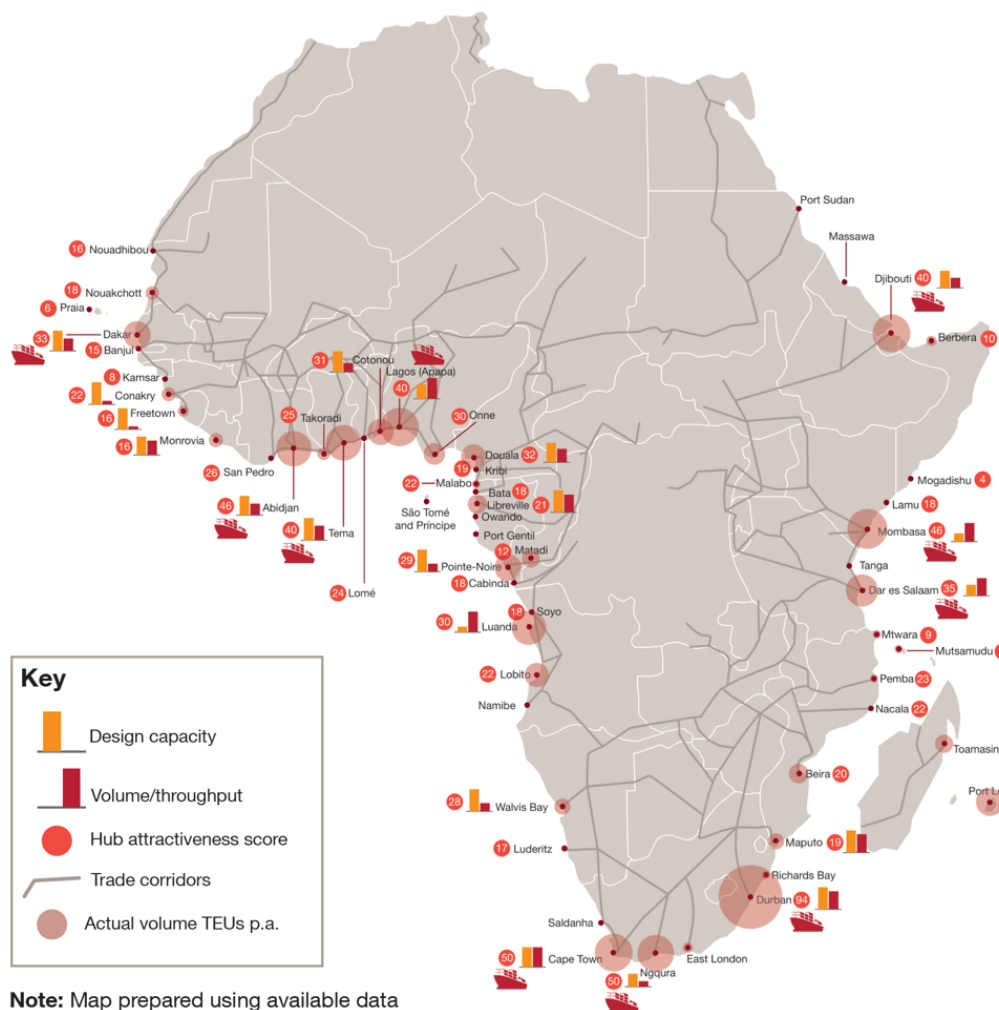 Port Sudan
Massawa
Djibouti 40
Berbera 10
16 Nouadhibou
18 Nouakchott
6 Praia
33 Dakar
15 Banjul
8 Kamsar
22 Conakry
16 Freetown
16 Monrovia
26 San Pedro
46 Abidjan
25 Takoradi
40 Tema
24 Lomé
31 Cotonou
Lagos (Apapa)
40
30 Onne
Douala 32
19 Kribi
22 Malabo
Bata 18
Libreville 21
Owando
São Tomé
and Príncipe
Port Gentil
12 Matadi
29 Pointe-Noire
18 Cabinda
18 Soyo
30 Luanda
22 Lobito
Namibe
28 Walvis Bay
17 Luderitz
Saldanha
50 Cape Town
50 Ngqura
East London
Durban 94
Richards Bay
Maputo 19
Beira 20
Nacala 22
Pemba 23
Mutsamudu
Mtwara 9
Dar es Salaam 35
Tanga
Mombasa 46
Lamu 18
Mogadishu 4
Toamasin
Port L
Key
Design capacity
Volume/throughput
Hub attractiveness score
Trade corridors
Actual volume TEUs p.a.
Note: Map prepared using available data